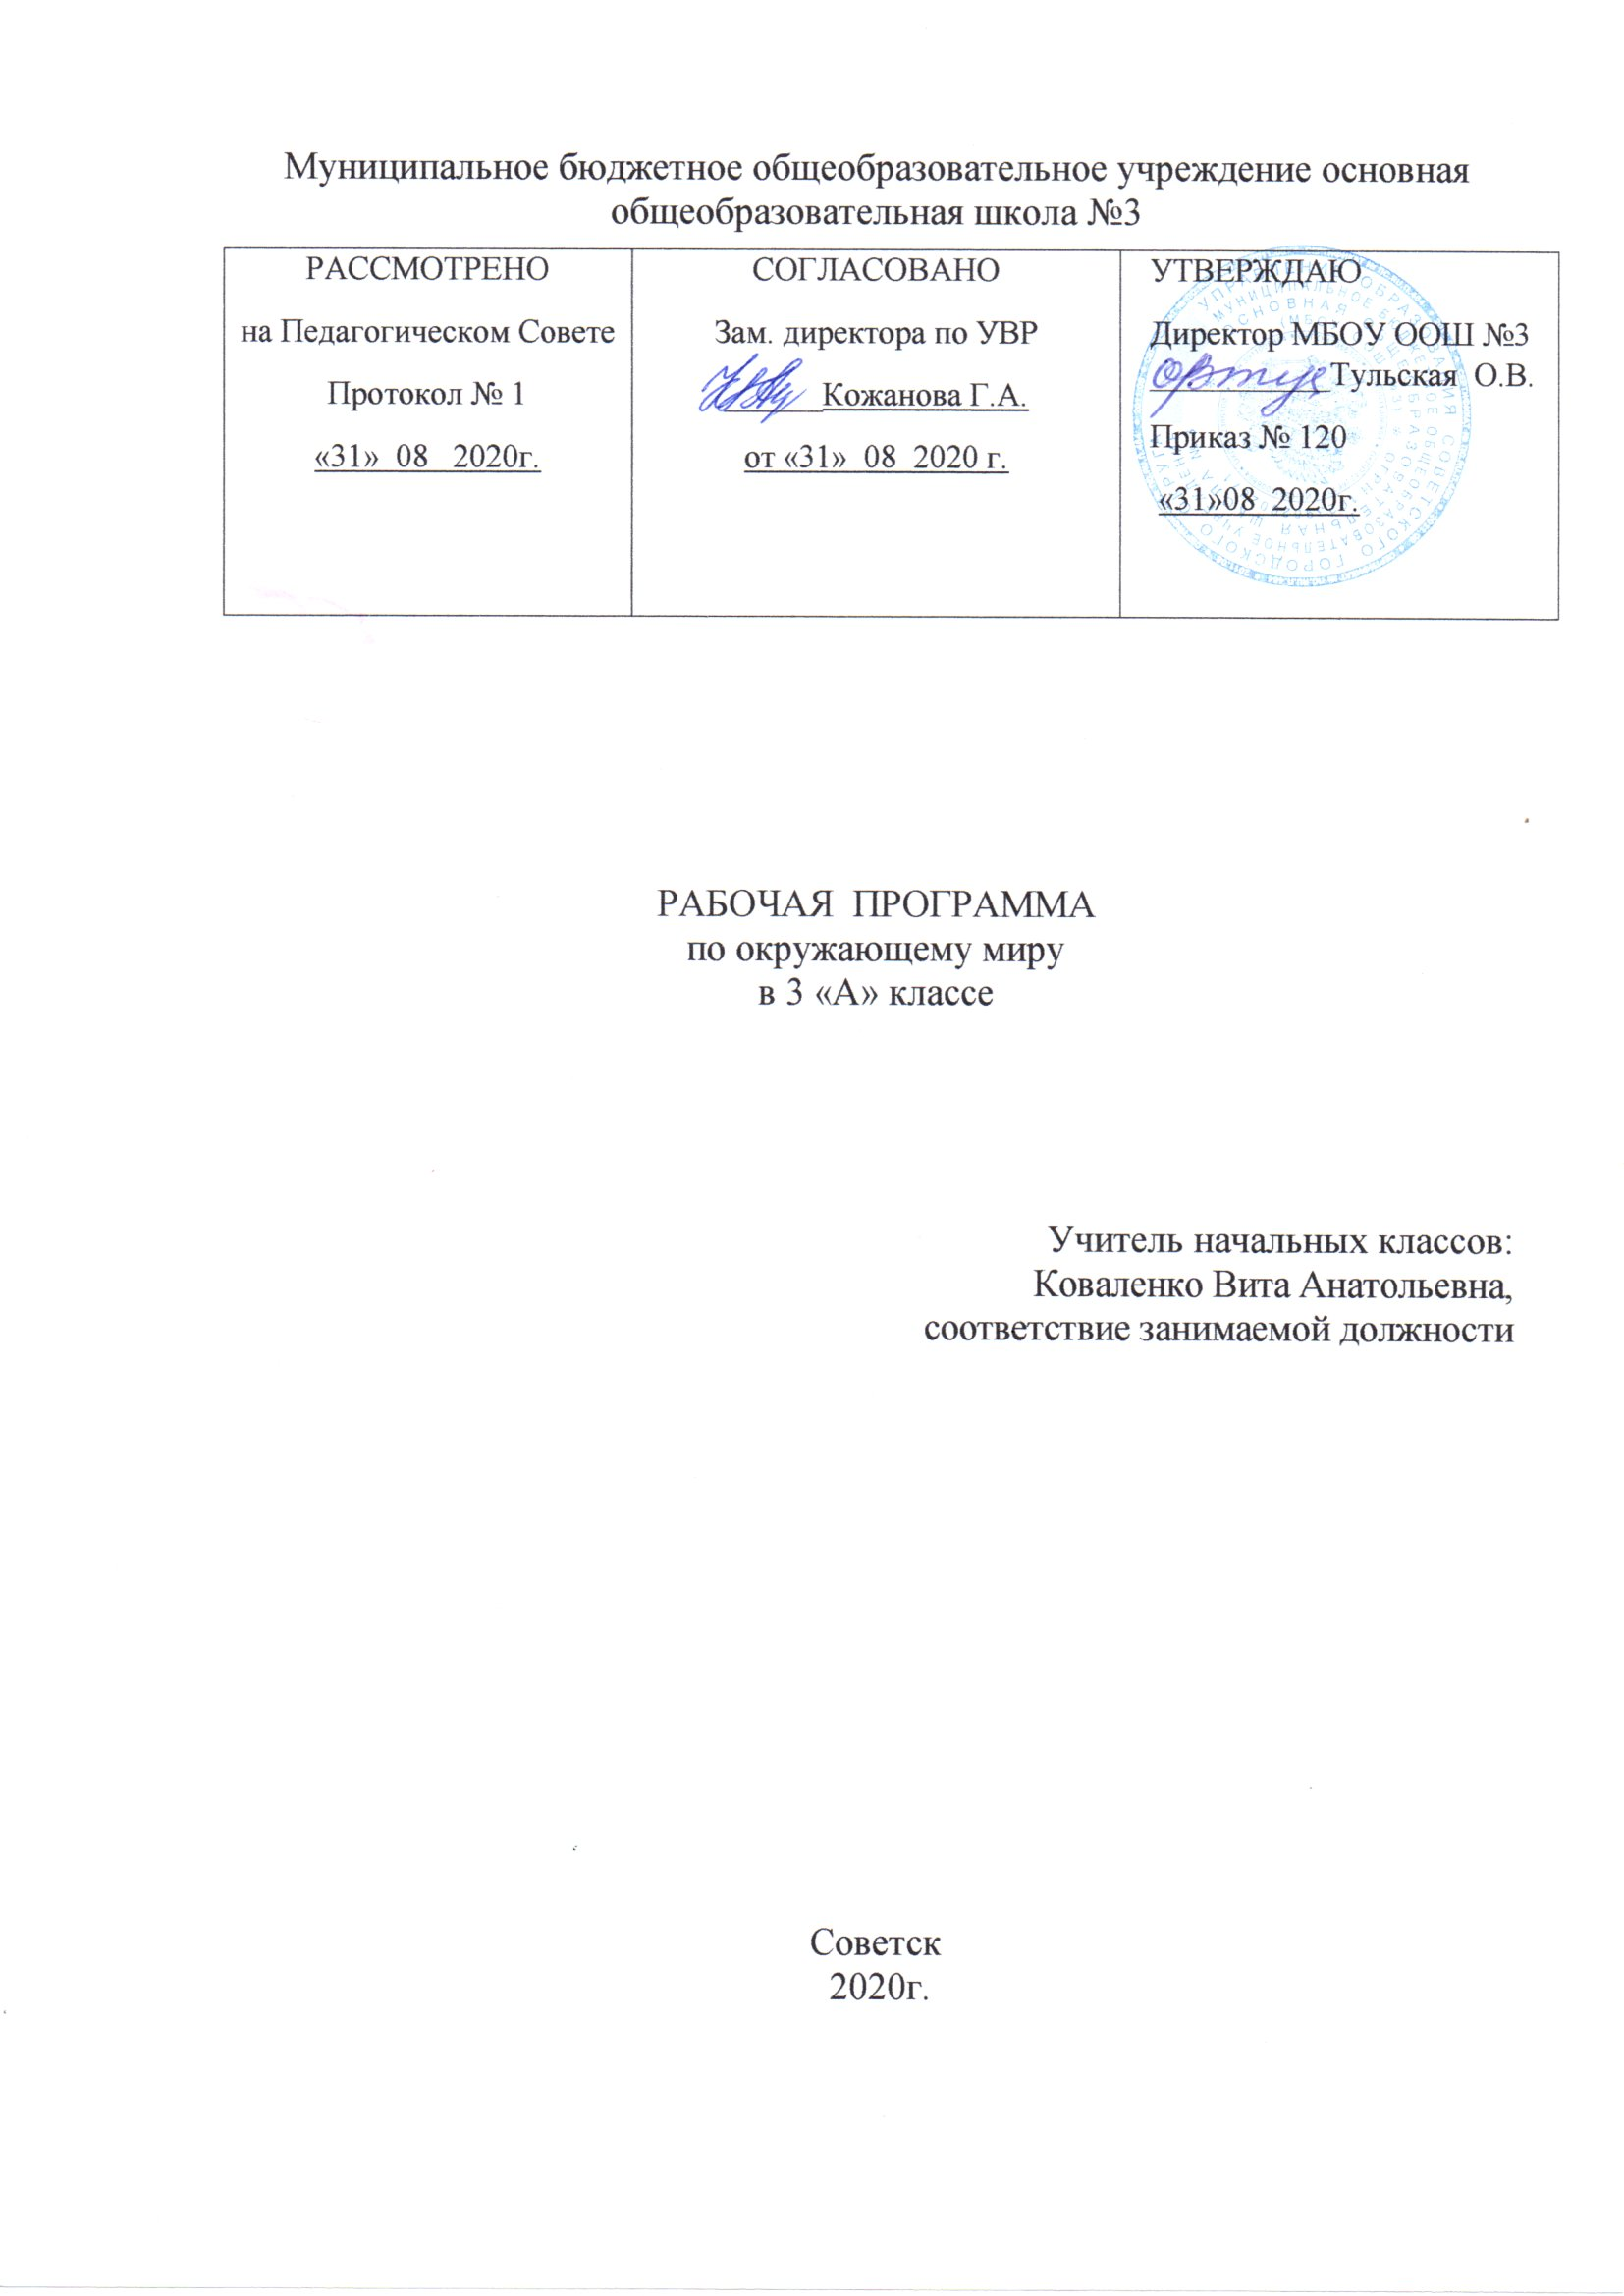 Муниципальное бюджетное общеобразовательное учреждение основная
общеобразовательная школа №3
РАССМОТРЕНО
на Педагогическом Совете
Протокол № 1
«31»  08   2020г.
СОГЛАСОВАНО
Зам. директора по УВР
______Кожанова Г.А.
от «31»  08  2020 г.
УТВЕРЖДАЮ
Директор МБОУ ООШ №3
___________Тульская  О.В.
Приказ № 120
«31»08  2020г.
РАБОЧАЯ  ПРОГРАММА
по окружающему миру
в 3 «А» классе
Учитель начальных классов:
Коваленко Вита Анатольевна,
соответствие занимаемой должности
Советск
2020г.